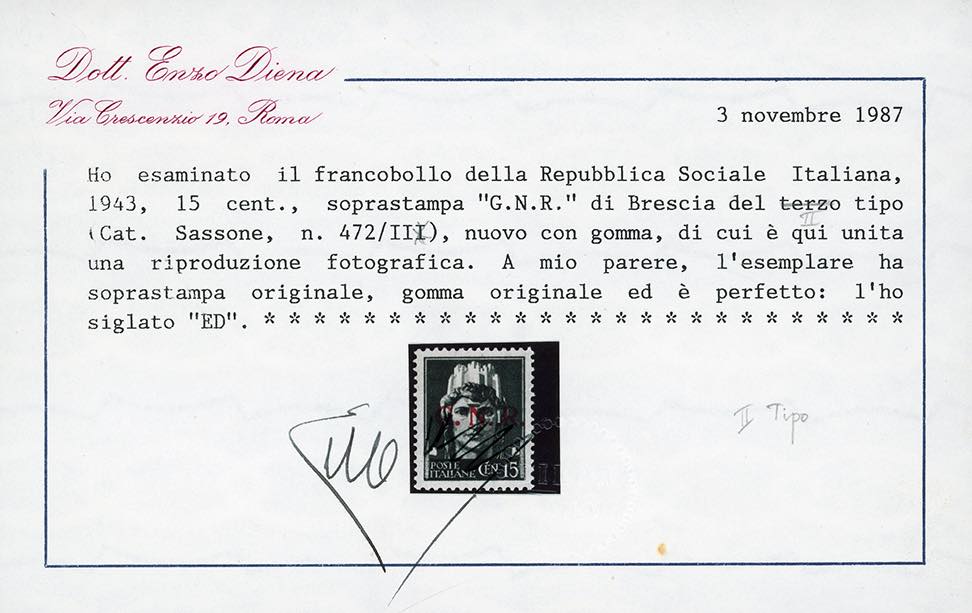 Dott. Enzo Diena
Via Crescenzio 19, Roma
3 novembre 1987
Ho esaminato il francobollo della Repubblica Sociale Italiana,
1943, 15 cent., soprastampa "G.N.R." di Brescia del terzo tipo
II
(Cat. Sassone, n. 472/III), nuovo con gomma, di cui è qui unita
una riproduzione fotografica. A mio parere, l'esemplare ha
soprastampa originale, gomma originale ed è perfetto: l'ho
siglato "ED". * * * * * * * * * * * * * * * * * * * * * * * * * *
G.N.R
POSTE
ITALIANE CEN. 15
II Tipo